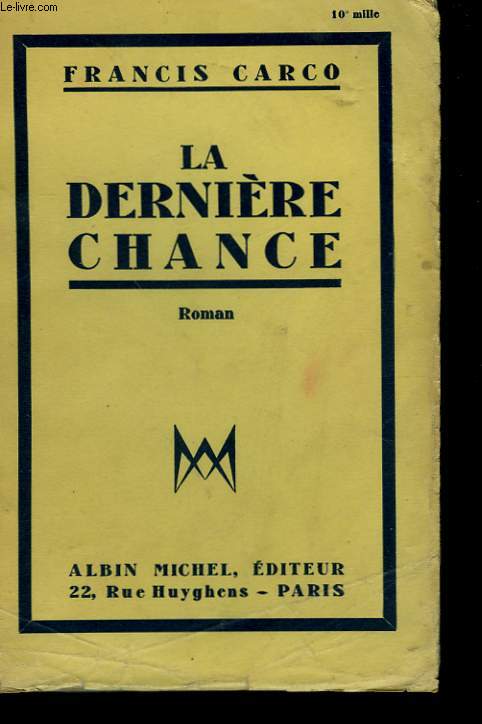 Le-livre.com
10e mille
FRANCIS CARCO
LA
DERNIÈRE
CHANCE
Roman
ALBIN MICHEL, ÉDITEUR
22, Rue Huyghens - PARIS